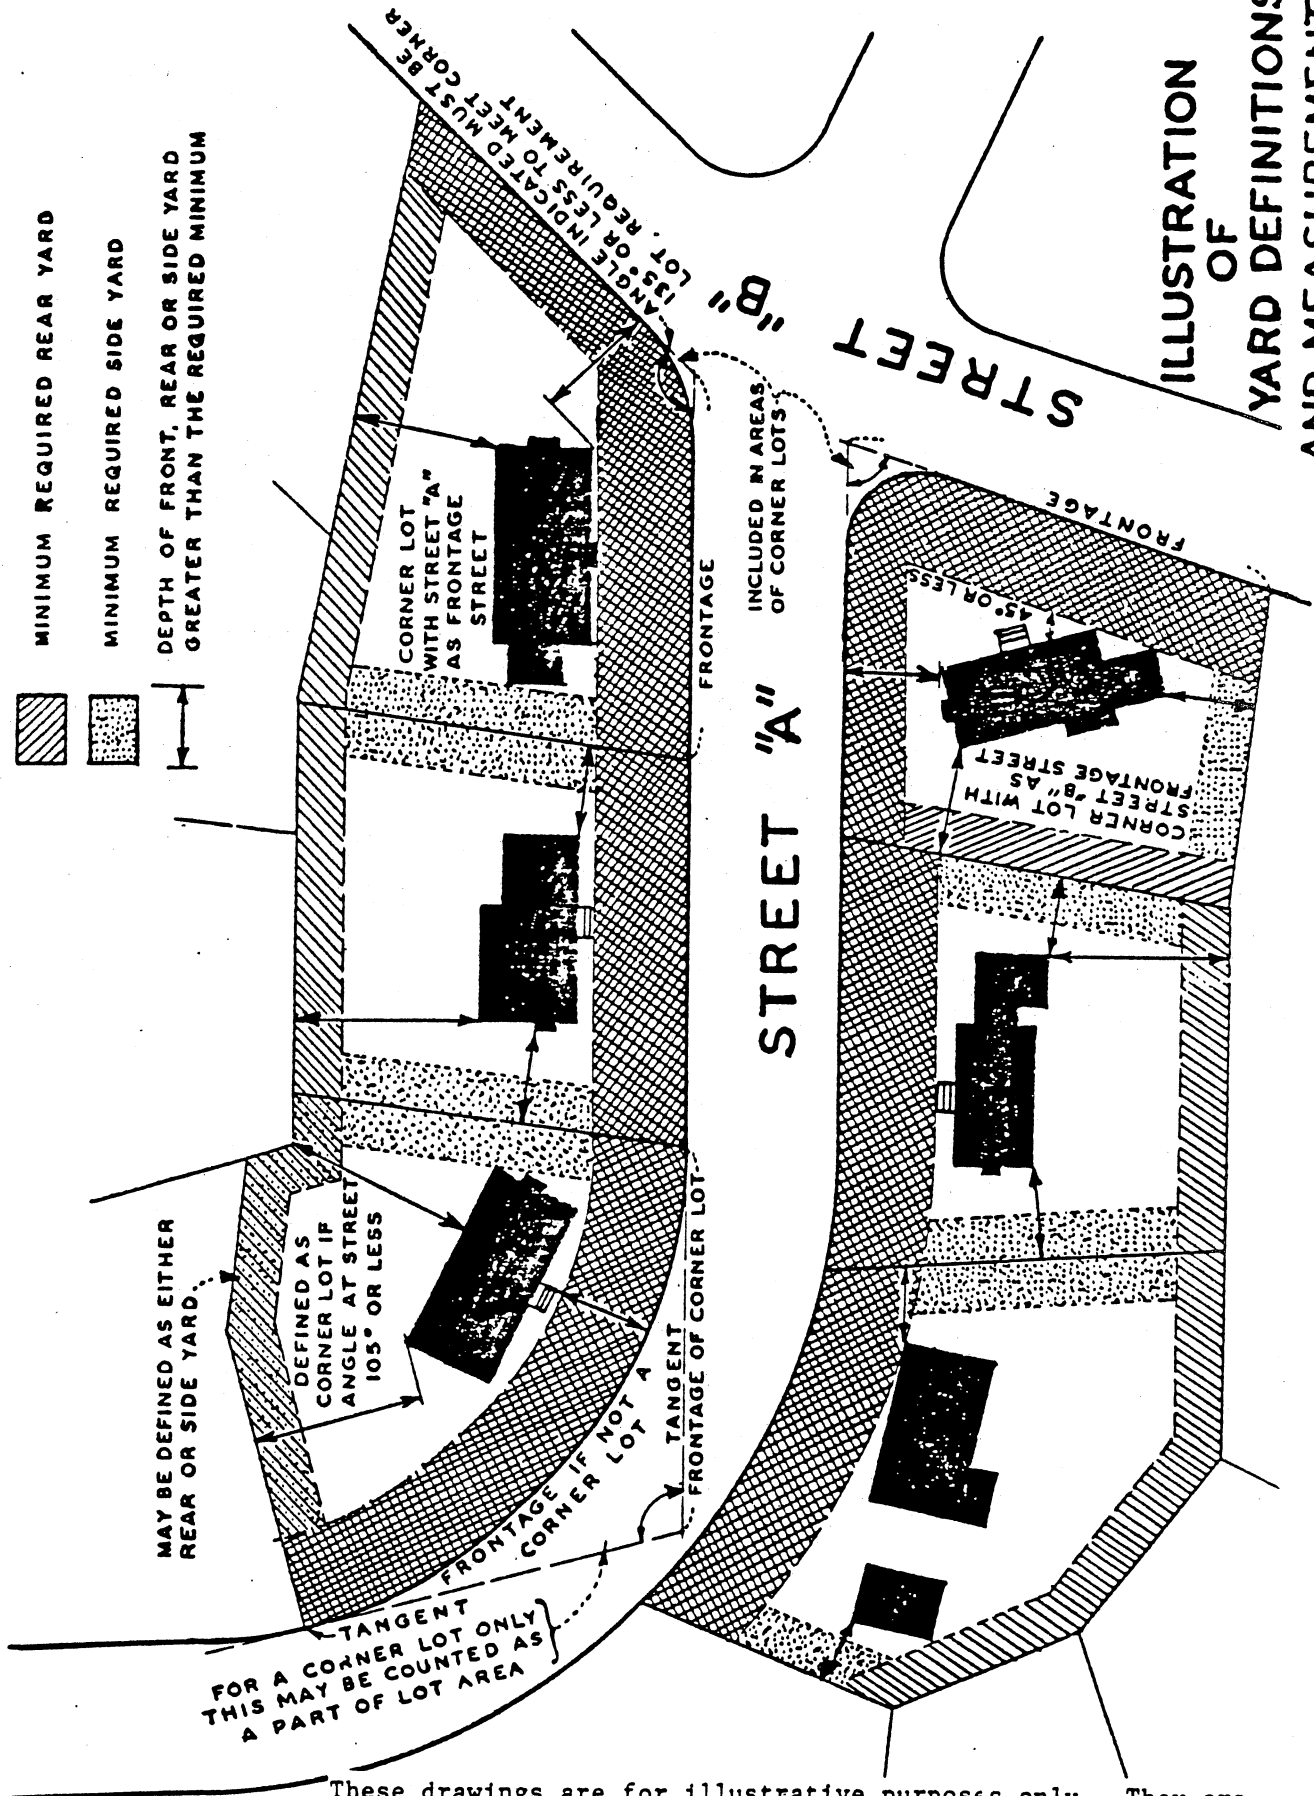 MINIMUM REQUIRED REAR YARD
MINIMUM REQUIRED SIDE YARD
DEPTH OF FRONT, REAR OR SIDE YARD
GREATER THAN THE REQUIRED MINIMUM
ANGLE INDICATED MUST BE
135° OR LESS TO MEET CORNER
LOT REQUIREMENT
CORNER LOT
WITH STREET "A"
AS FRONTAGE
STREET
FRONTAGE
INCLUDED IN AREAS
OF CORNER LOTS
STREET "B"
FRONTAGE
45° OR LESS
CORNER LOT WITH
STREET "B" AS
FRONTAGE STREET
STREET "A"
MAY BE DEFINED AS EITHER
REAR OR SIDE YARD
DEFINED AS
CORNER LOT IF
ANGLE AT STREET
105° OR LESS
FRONTAGE IF NOT A
CORNER LOT
TANGENT
FRONTAGE OF CORNER LOT
TANGENT
FOR A CORNER LOT ONLY
THIS MAY BE COUNTED AS
A PART OF LOT AREA
ILLUSTRATION
OF
YARD DEFINITIONS
These drawings are for illustrative purposes only. They are